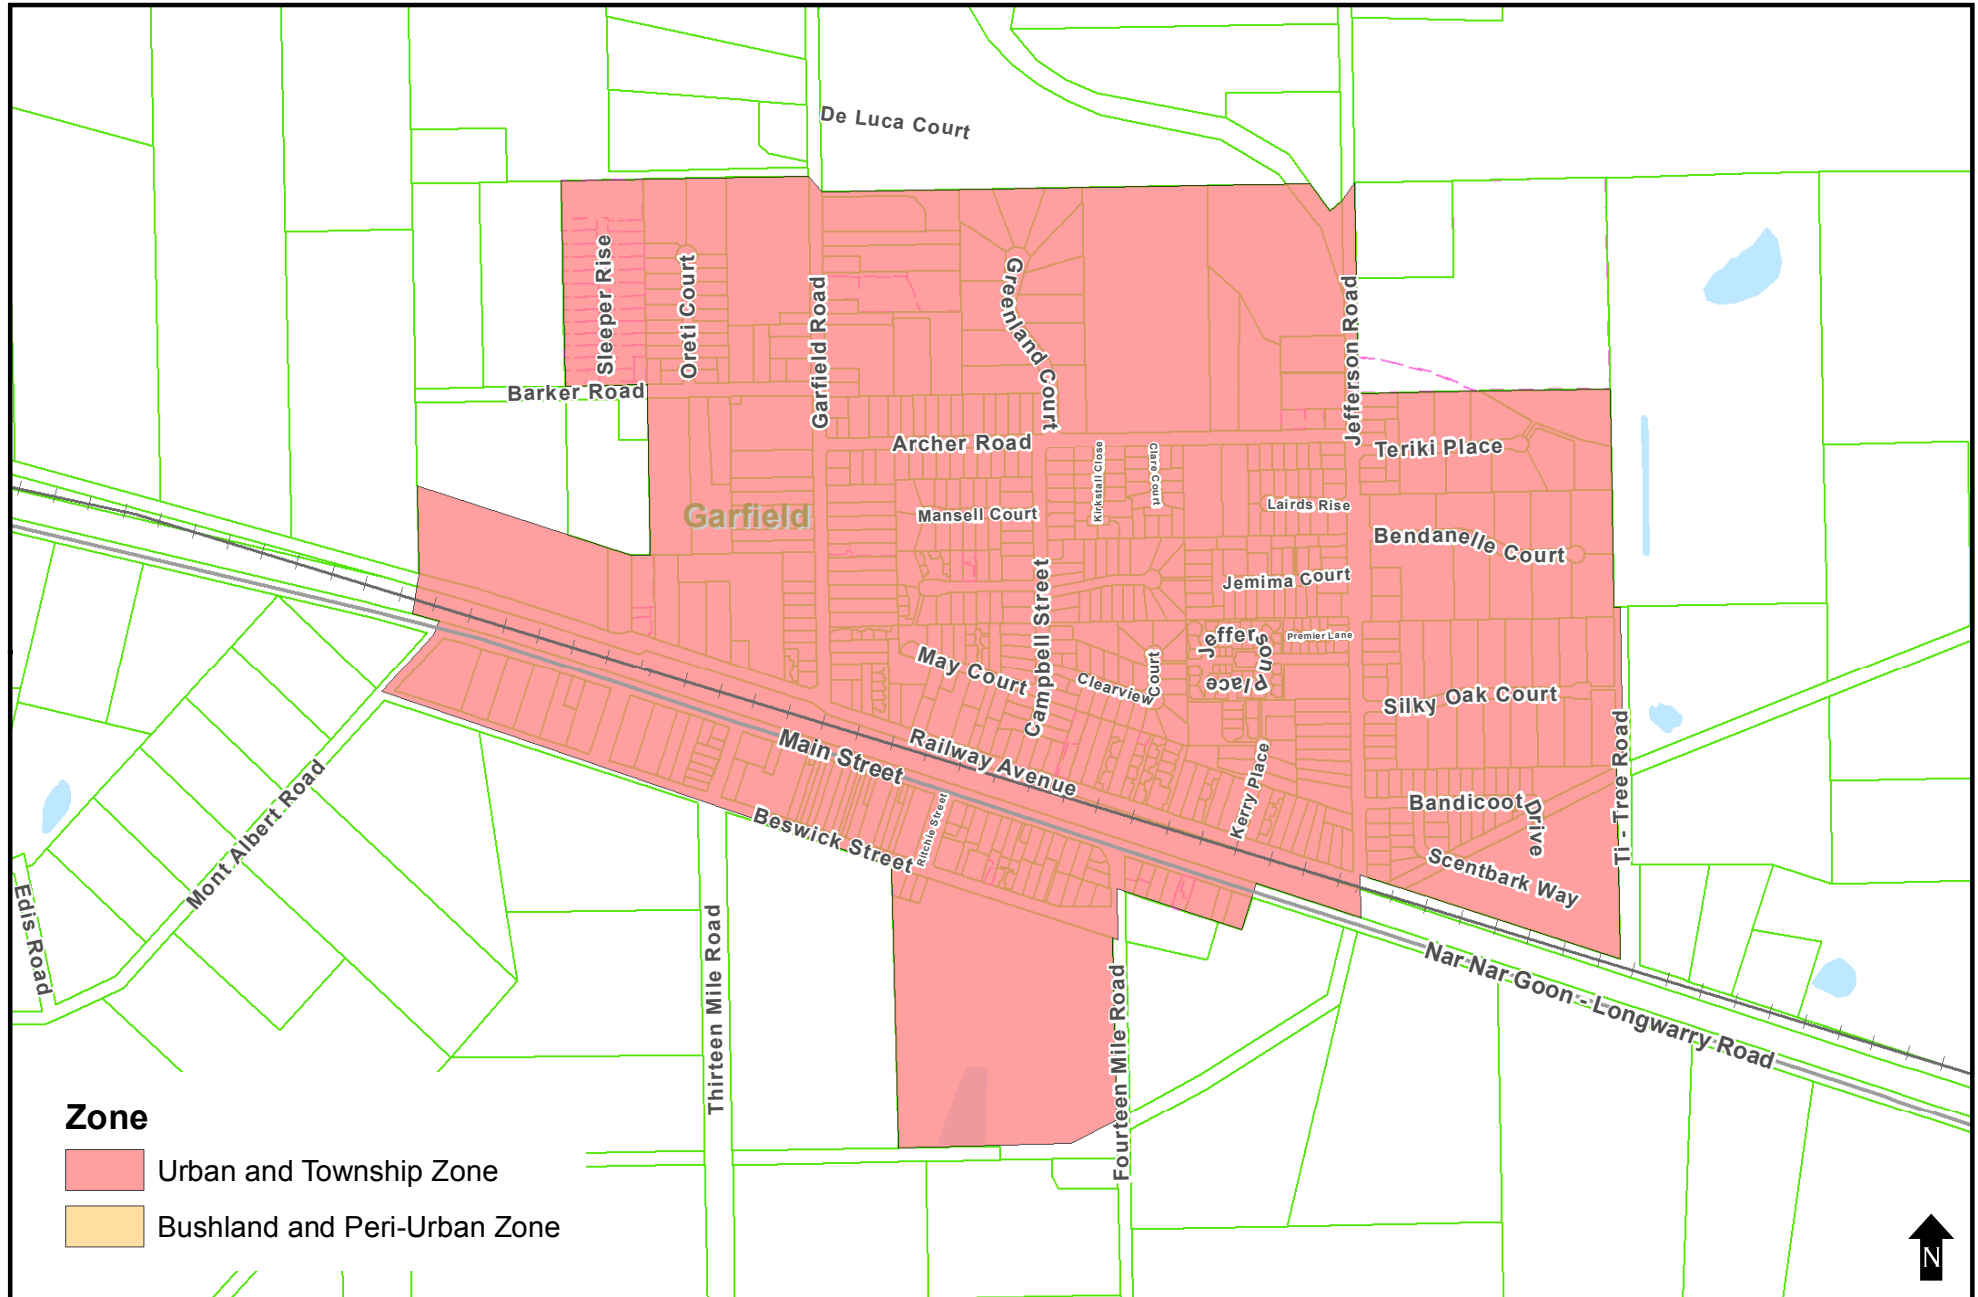 De Luca Court
Sleeper Rise
Oreti Court
Garfield Road
Greenland Court
Jefferson Road
Barker Road
Archer Road
Kirkstall Close
Clare Court
Teriki Place
Garfield
Mansell Court
Lairds Rise
Bendanelle Court
Jemima Court
Campbell Street
Jefferson Place
Premier Lane
May Court
Clearview Court
Silky Oak Court
Main Street
Railway Avenue
Kerry Place
Ti - Tree Road
Bandicoot Drive
Mont Albert Road
Beswick Street
Ritchie Street
Scentbark Way
Edis Road
Thirteen Mile Road
Fourteen Mile Road
Nar Nar Goon - Longwarry Road
Zone
Urban and Township Zone
Bushland and Peri-Urban Zone
N